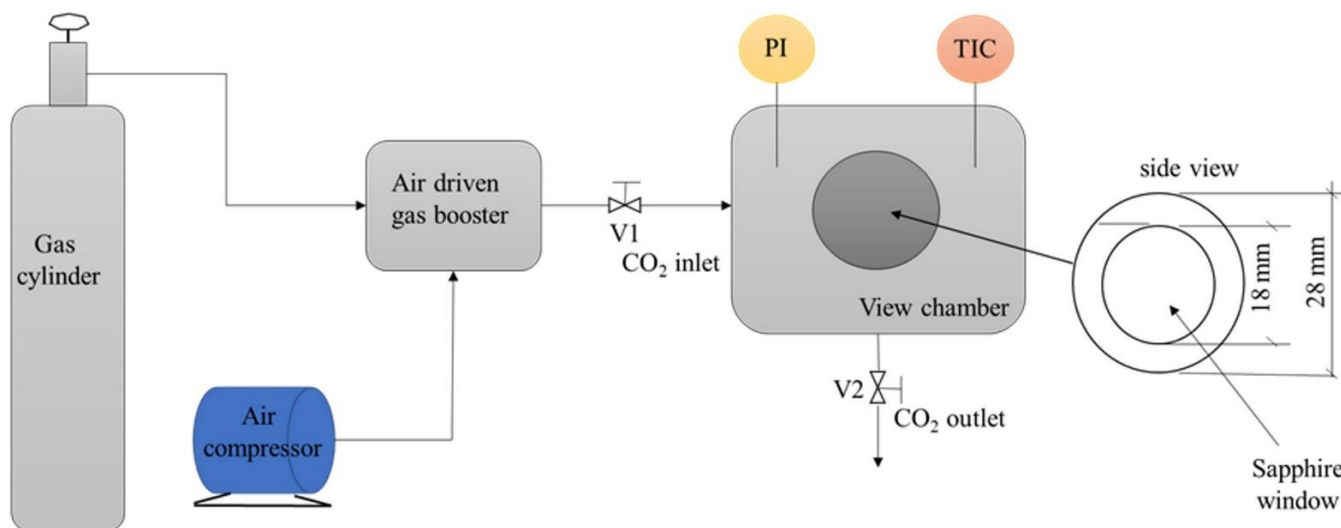 PI
TIC
Air driven
gas booster
side view
Gas
cylinder
V1
CO₂ inlet
View chamber
18 mm
28 mm
V2
CO₂ outlet
Air
compressor
Sapphire
window